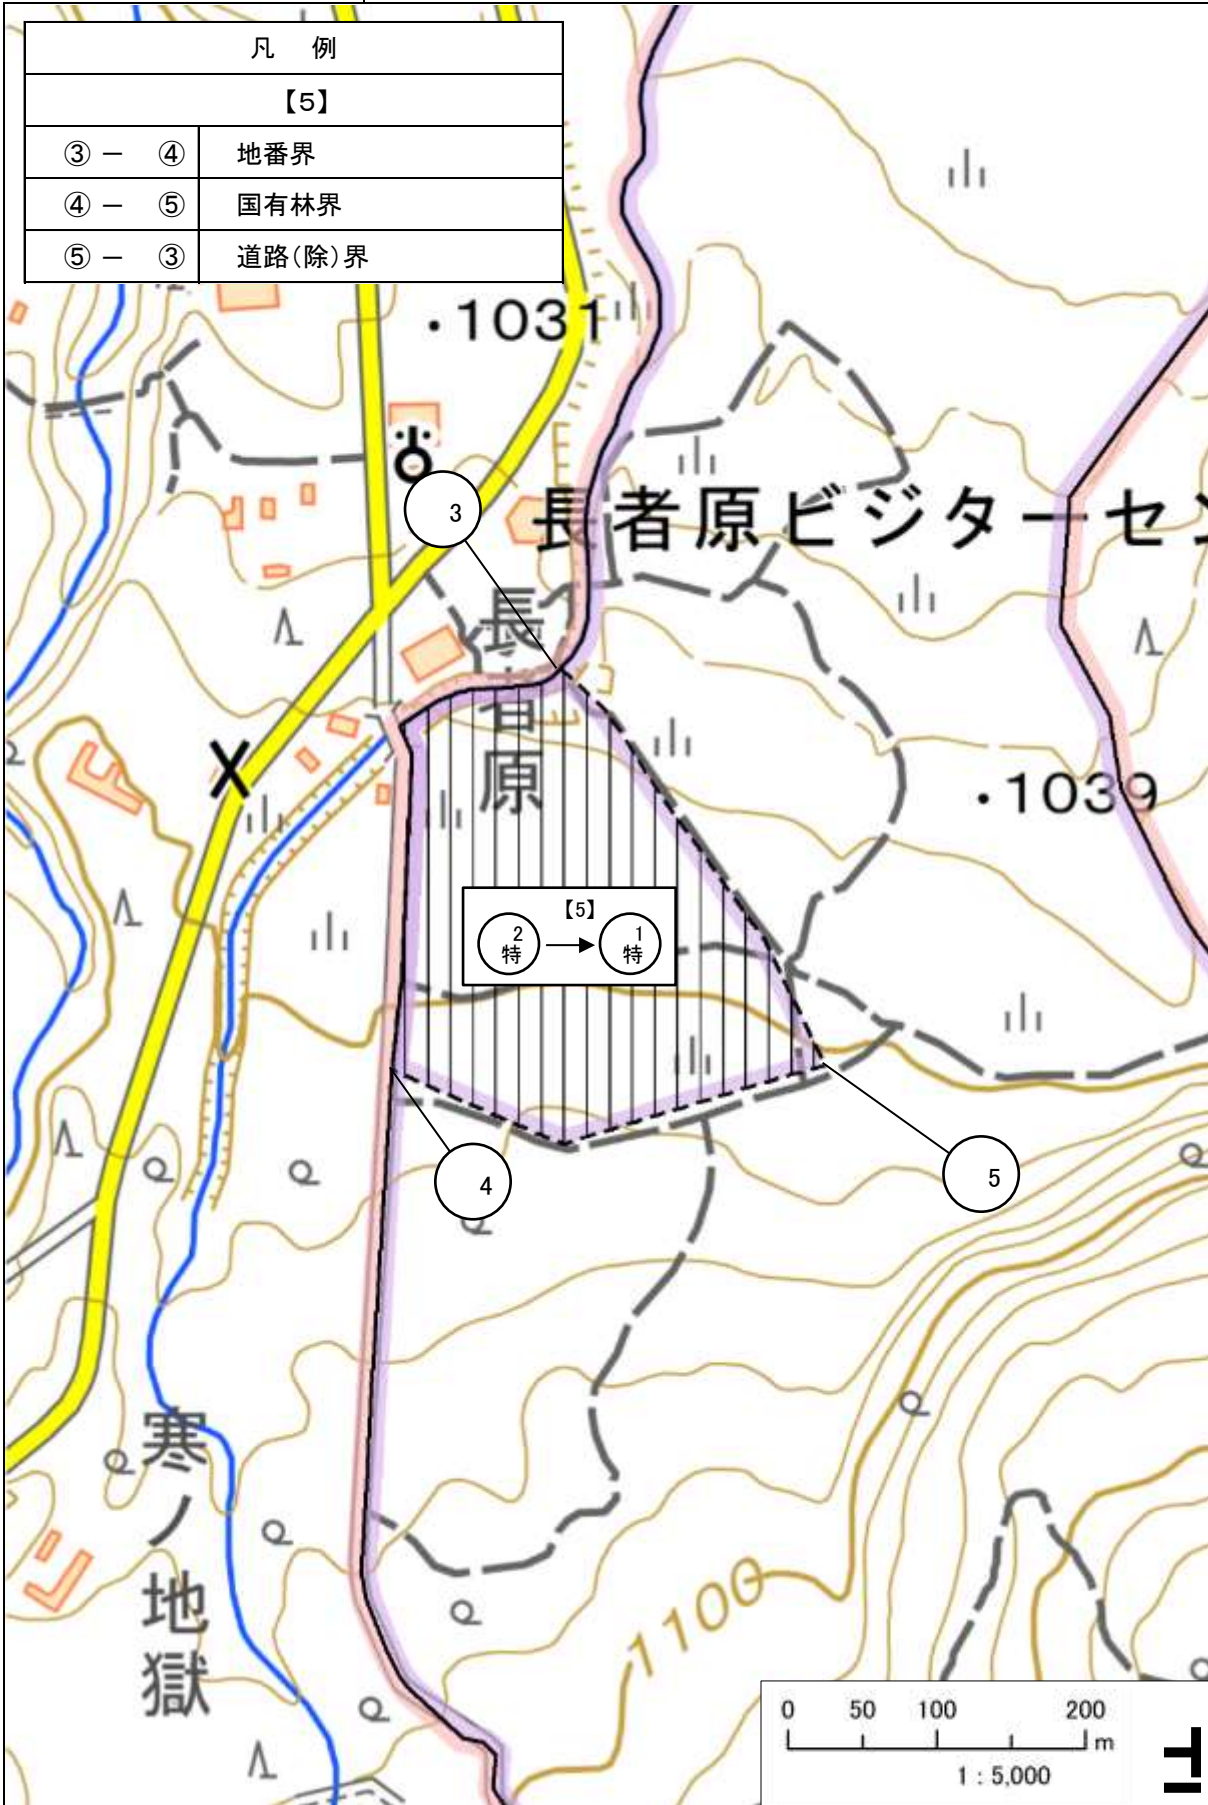 凡 例
【5】
③ － ④ 地番界
④ － ⑤ 国有林界
⑤ － ③ 道路(除)界
・1031
3
長者原ビジターセン
長者原
・1039
【5】
2特 → 1特
4
5
寒ノ地獄
1100
0 50 100 200 m
1：5,000